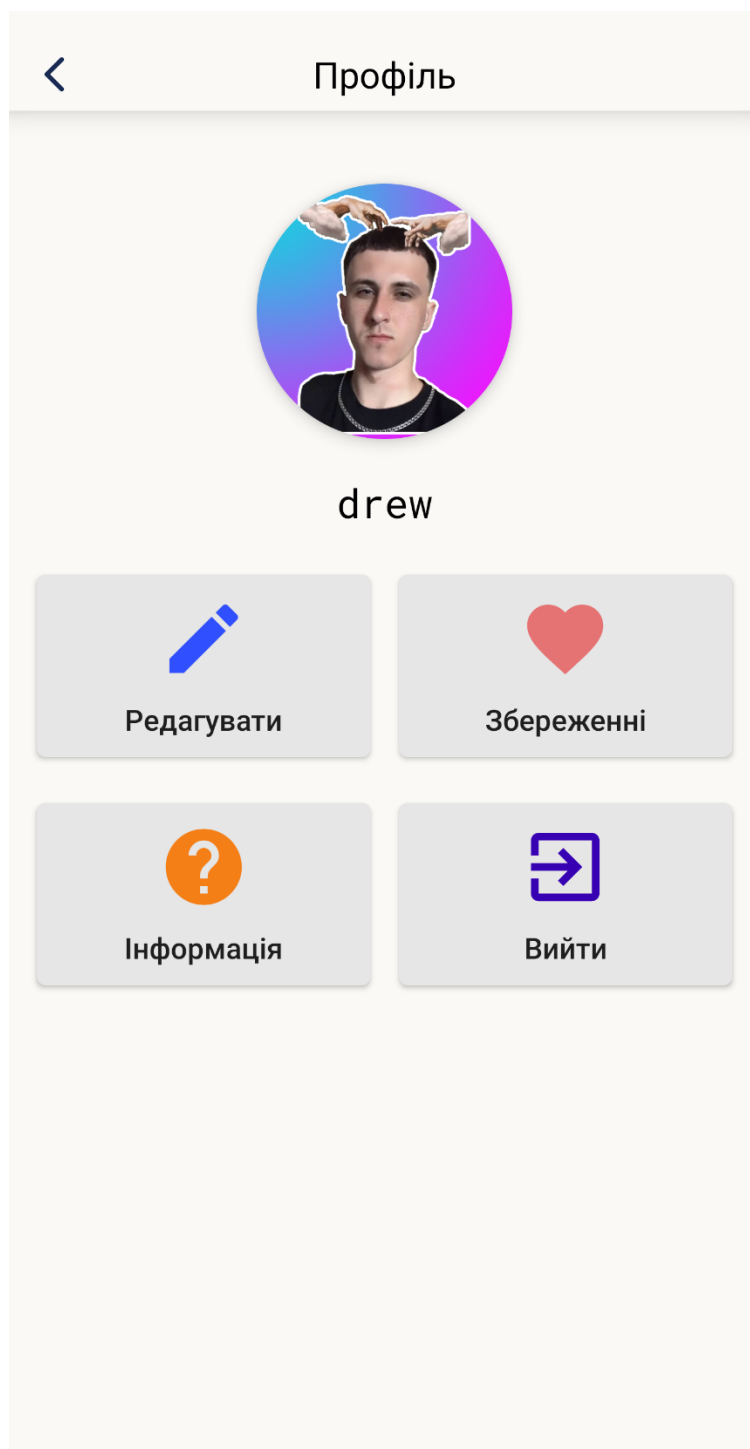 Профіль
drew
Редагувати
Збереженні
Інформація
Вийти